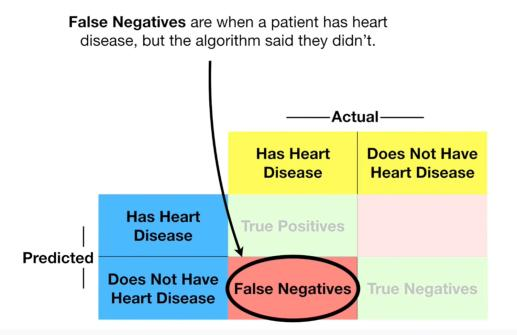 False Negatives are when a patient has heart
disease, but the algorithm said they didn't.
Actual
Has Heart
Disease
Does Not Have
Heart Disease
Predicted
Has Heart
Disease
True Positives
Does Not Have
Heart Disease
False Negatives
True Negatives